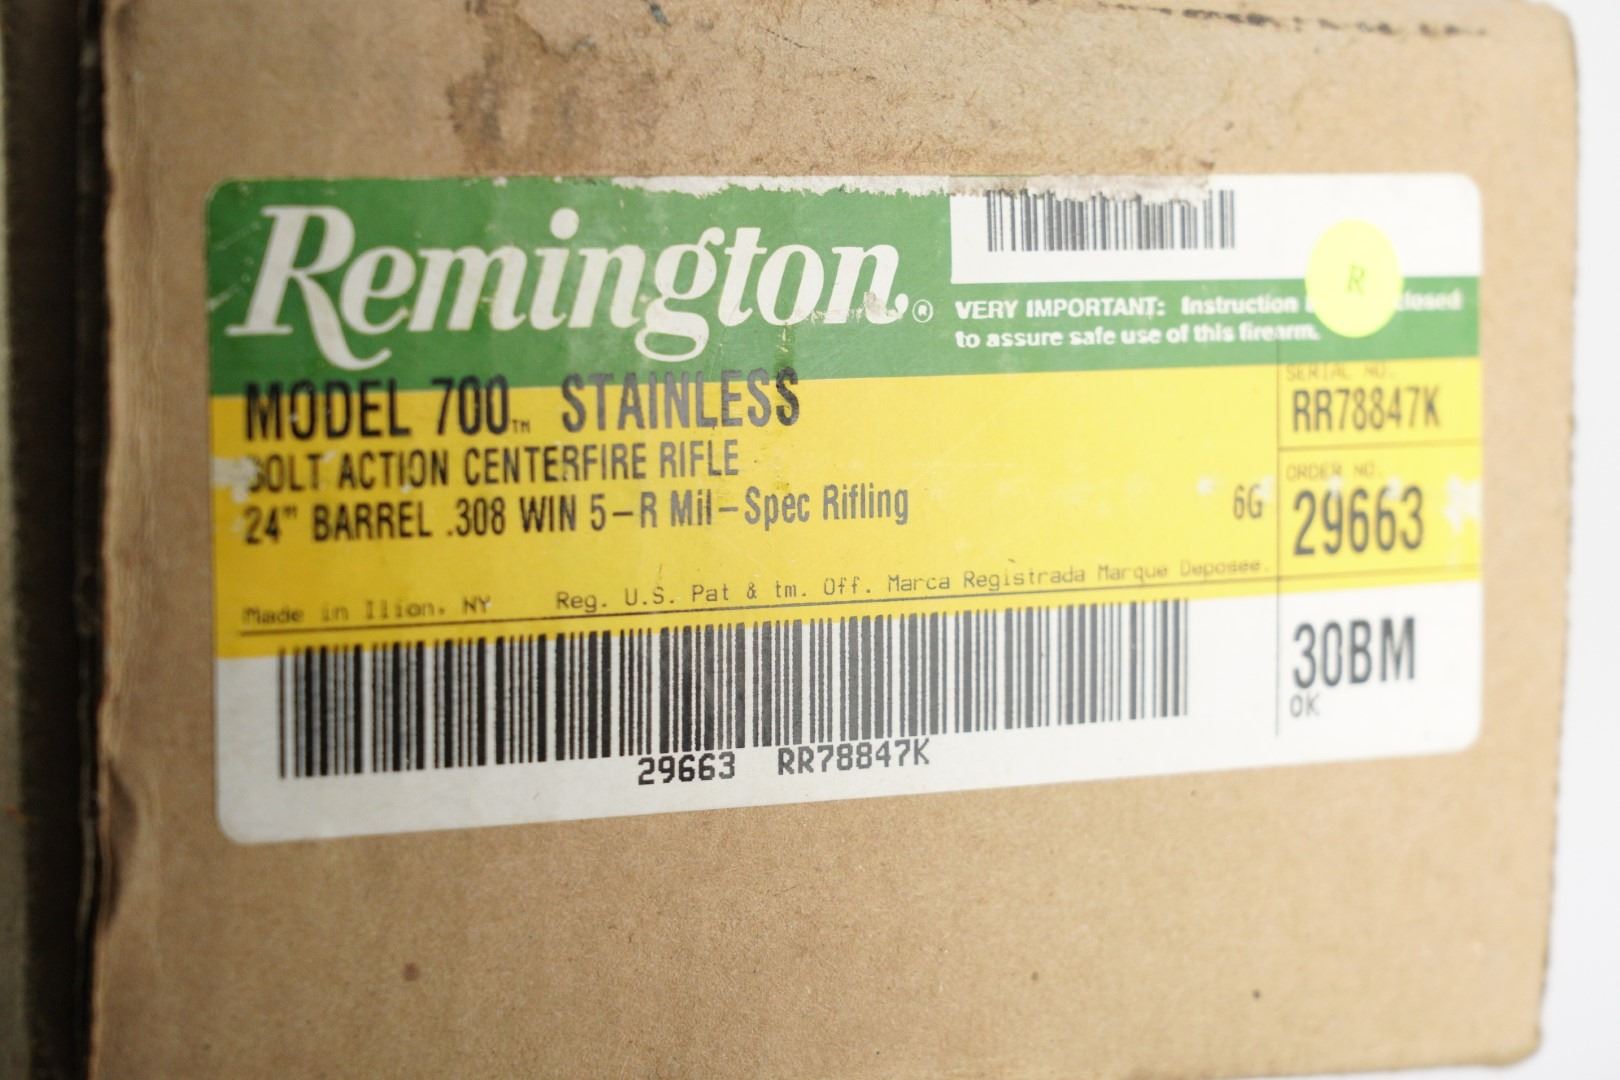 Remington®
VERY IMPORTANT: Instruction
to assure safe use of this firearm.
R
MODEL 700™ STAINLESS
BOLT ACTION CENTERFIRE RIFLE
24" BARREL .308 WIN 5-R Mil-Spec Rifling
6G
SERIAL NO.
RR78847K
ORDER NO.
29663
Made in Ilion, NY Reg. U.S. Pat & tm. Off. Marca Registrada Marque Deposee.
30BM
OK
29663 RR78847K